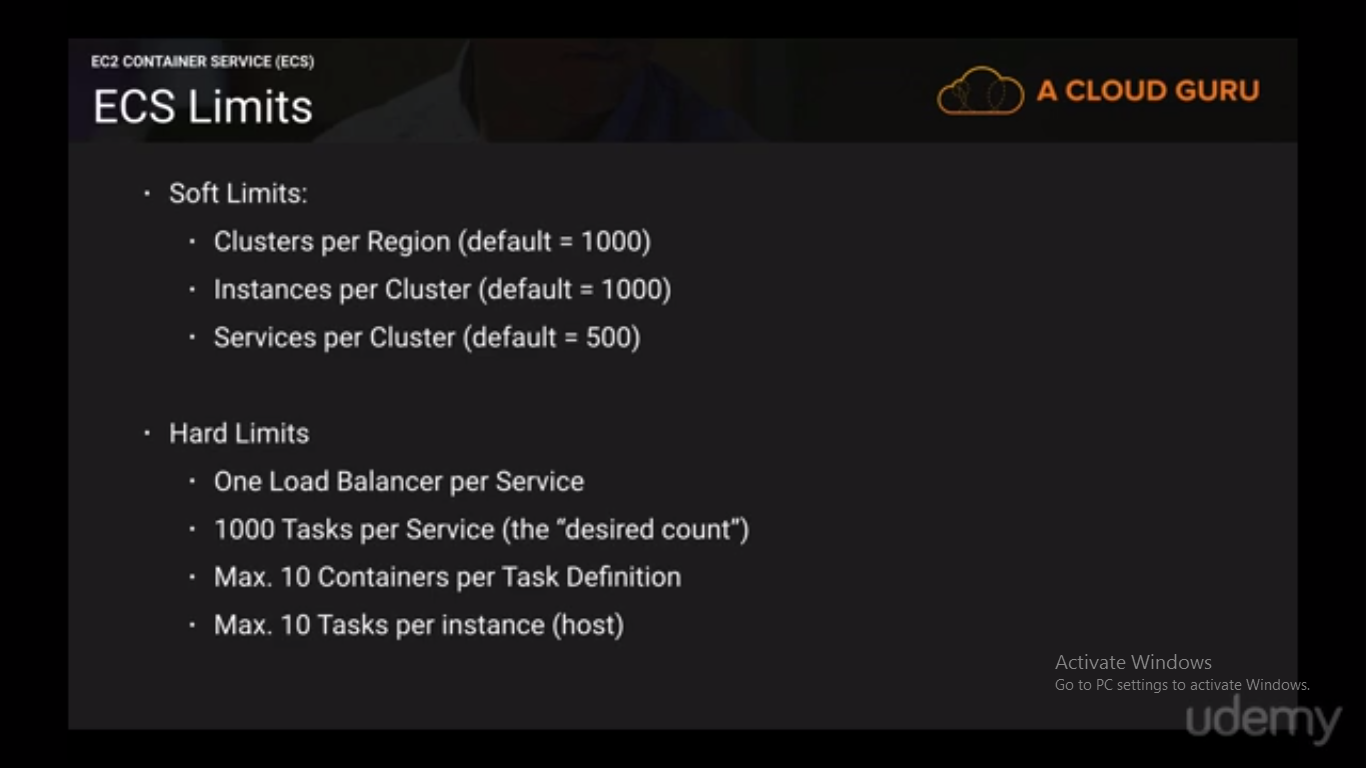 EC2 CONTAINER SERVICE (ECS)
ECS Limits
A CLOUD GURU
· Soft Limits:
· Clusters per Region (default = 1000)
· Instances per Cluster (default = 1000)
· Services per Cluster (default = 500)
· Hard Limits
· One Load Balancer per Service
· 1000 Tasks per Service (the “desired count”)
· Max. 10 Containers per Task Definition
· Max. 10 Tasks per instance (host)
Activate Windows
Go to PC settings to activate Windows.
udemy